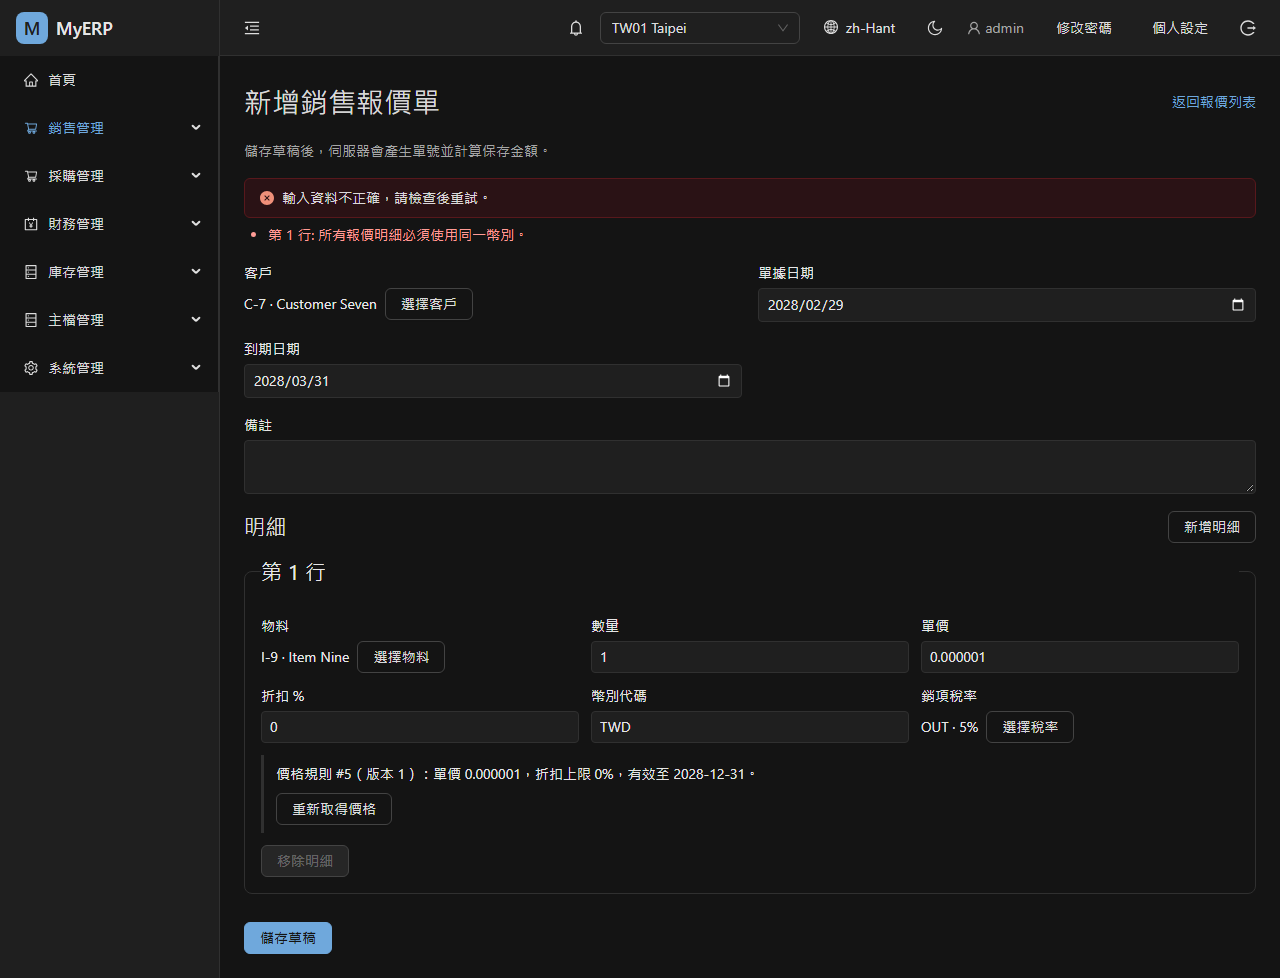 M MyERP
TW01 Taipei
zh-Hant
admin
修改密碼
個人設定
首頁
銷售管理
採購管理
財務管理
庫存管理
主檔管理
系統管理
新增銷售報價單
返回報價列表
儲存草稿後，伺服器會產生單號並計算保存金額。
輸入資料不正確，請檢查後重試。
• 第 1 行: 所有報價明細必須使用同一幣別。
客戶
C-7 · Customer Seven 選擇客戶
單據日期
2028/02/29
到期日期
2028/03/31
備註
明細
新增明細
第 1 行
物料
I-9 · Item Nine 選擇物料
數量
1
單價
0.000001
折扣 %
0
幣別代碼
TWD
銷項稅率
OUT · 5% 選擇稅率
價格規則 #5（版本 1）：單價 0.000001，折扣上限 0%，有效至 2028-12-31。
重新取得價格
移除明細
儲存草稿